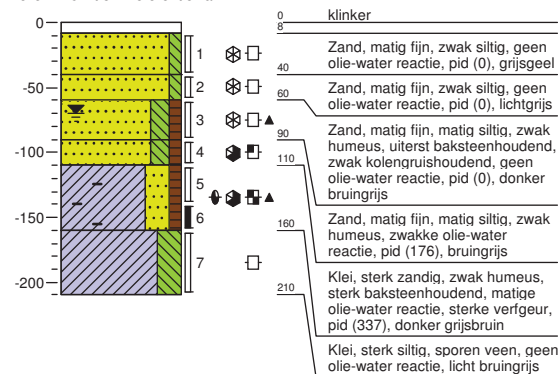 0
-50
-100
-150
-200
1
2
3
4
5
6
7
0
klinker
8
Zand, matig fijn, zwak siltig, geen
olie-water reactie, pid (0), grijsgeel
40
Zand, matig fijn, zwak siltig, geen
olie-water reactie, pid (0), lichtgrijs
60
Zand, matig fijn, matig siltig, zwak
humeus, uiterst baksteenhoudend,
zwak kolengruishoudend, geen
olie-water reactie, pid (0), donker
bruingrijs
90
Zand, matig fijn, matig siltig, zwak
humeus, zwakke olie-water
reactie, pid (176), bruingrijs
110
Klei, sterk zandig, zwak humeus,
sterk baksteenhoudend, matige
olie-water reactie, sterke verfgeur,
pid (337), donker grijsbruin
160
Klei, sterk siltig, sporen veen, geen
olie-water reactie, licht bruingrijs
210